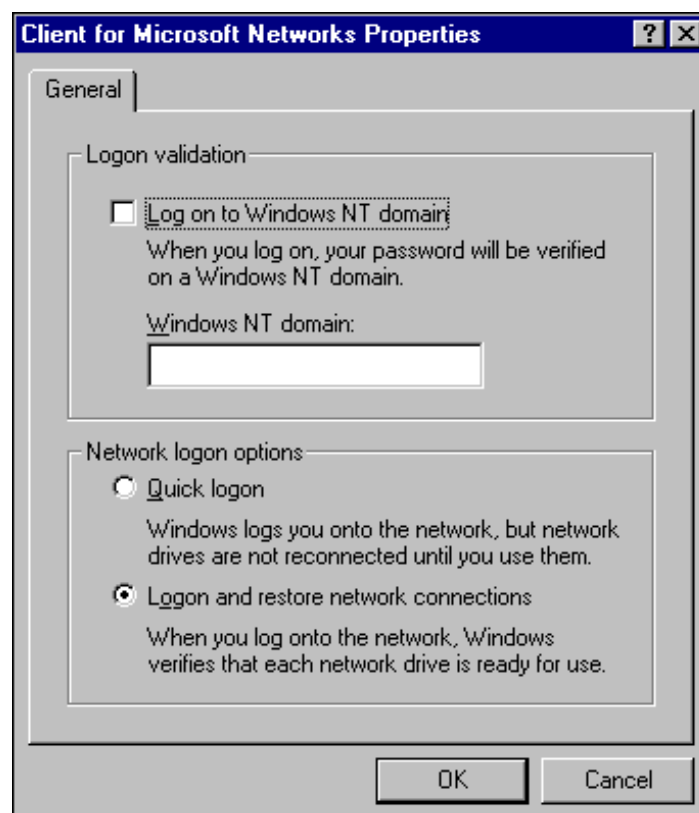 Client for Microsoft Networks Properties
General
Logon validation
Log on to Windows NT domain
When you log on, your password will be verified
on a Windows NT domain.
Windows NT domain:
Network logon options
Quick logon
Windows logs you onto the network, but network
drives are not reconnected until you use them.
Logon and restore network connections
When you log onto the network, Windows
verifies that each network drive is ready for use.
OK Cancel